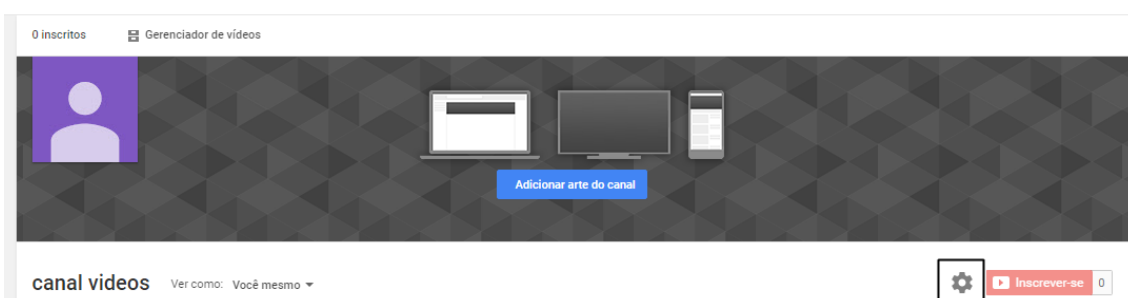 0 inscritos Gerenciador de vídeos
Adicionar arte do canal
canal videos Ver como: Você mesmo Inscrever-se 0